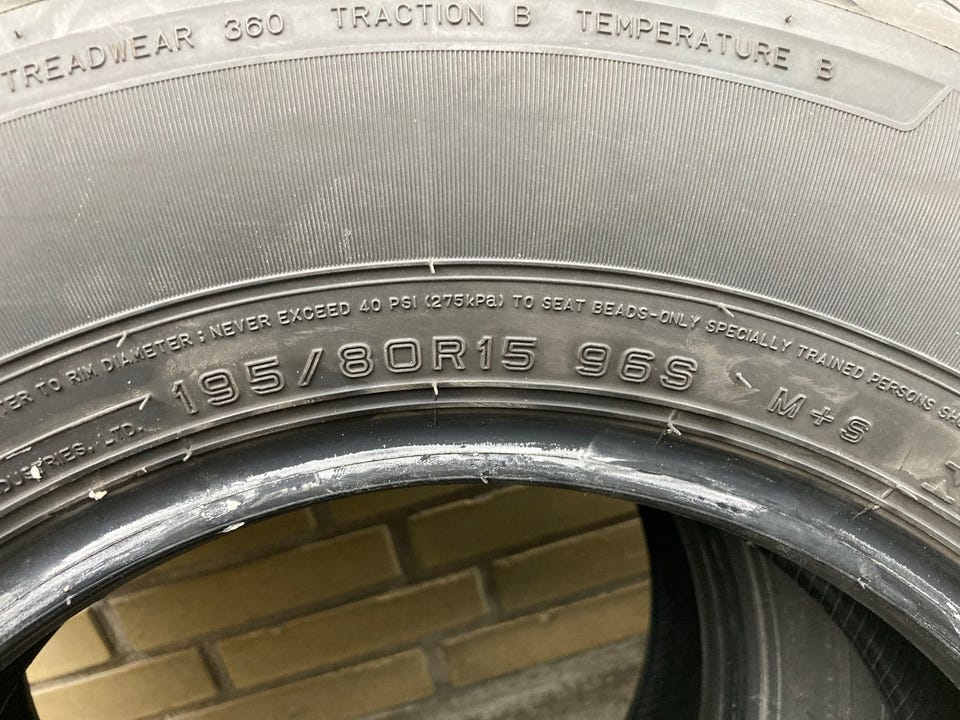 TREADWEAR 360 TRACTION B TEMPERATURE B
TER TO RIM DIAMETER; NEVER EXCEED 40 PSI (275kPa) TO SEAT BEADS-ONLY SPECIALLY TRAINED PERSONS
195/80R15 96S M+S
LTD.